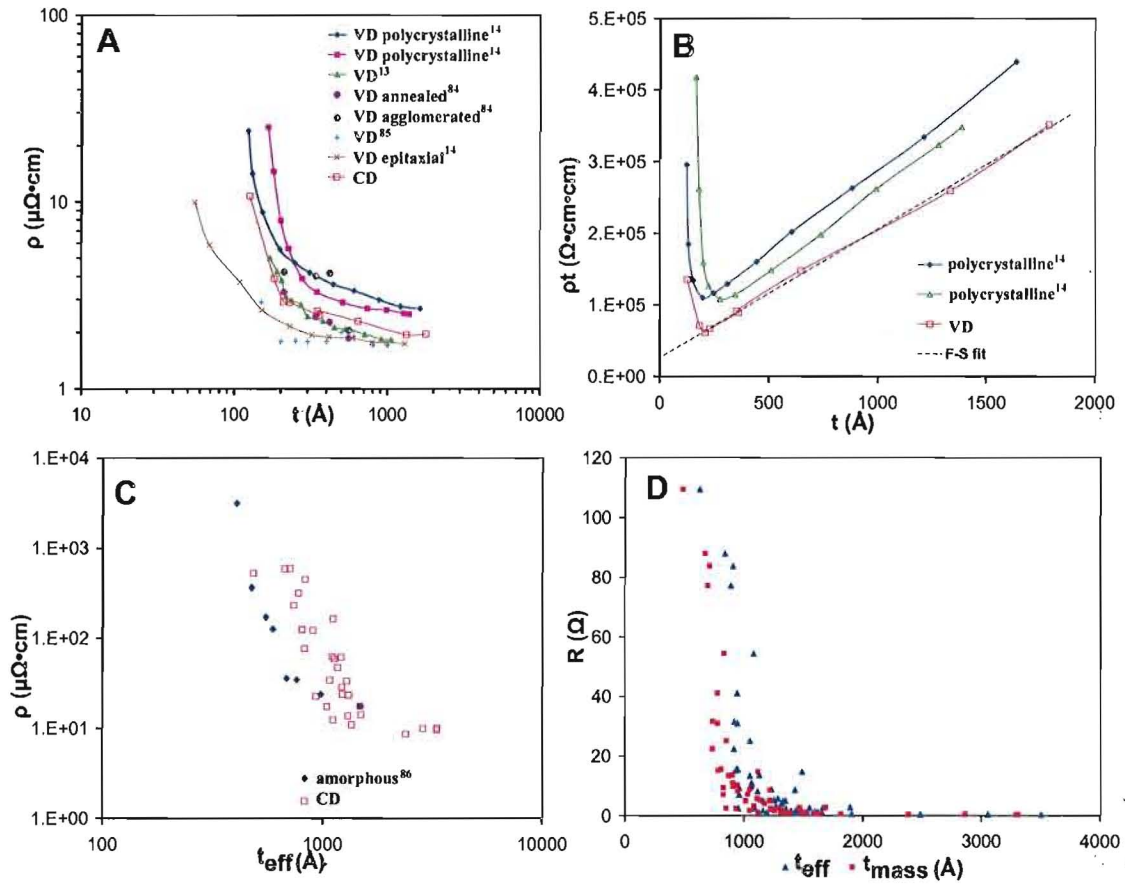 A
100
10
1
ρ (μΩ•cm)
10
100
1000
10000
t (Å)
VD polycrystalline¹⁴
VD polycrystalline¹⁴
VD¹³
VD annealed⁸⁴
VD agglomerated⁸⁴
VD⁸⁵
VD epitaxial¹⁴
CD
B
5.E+05
4.E+05
3.E+05
2.E+05
1.E+05
0.E+00
ρt (Ω•cm•cm)
0
500
1000
1500
2000
t (Å)
polycrystalline¹⁴
polycrystalline¹⁴
VD
F-S fit
C
1.E+04
1.E+03
1.E+02
1.E+01
1.E+00
ρ (μΩ•cm)
100
1000
10000
teff (Å)
amorphous⁸⁶
CD
D
120
100
80
60
40
20
0
R (Ω)
0
1000
2000
3000
4000
teff tmass (Å)